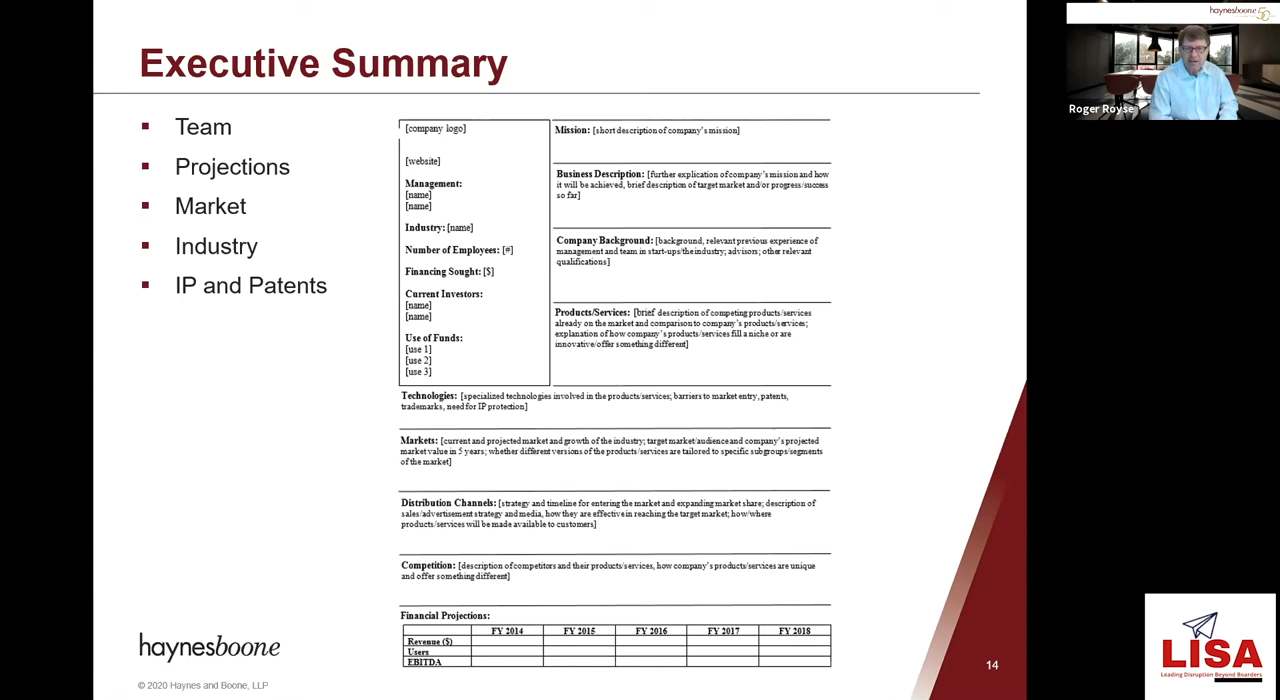 Executive Summary
▪ Team
▪ Projections
▪ Market
▪ Industry
▪ IP and Patents
[company logo]
[website]
Management:
[name]
[name]
Industry: [name]
Number of Employees: [#]
Financing Sought: [$]
Current Investors:
[name]
[name]
Use of Funds:
[use 1]
[use 2]
[use 3]
Mission: [short description of company's mission]
Business Description: [further explication of company's mission and how
it will be achieved, brief description of target market and/or progress/success
so far]
Company Background: [background, relevant previous experience of
management and team in start-ups/the industry; advisors; other relevant
qualifications]
Products/Services: [brief description of competing products/services
already on the market and comparison to company's products/services;
explanation of how company's products/services fill a niche or are
innovative/offer something different]
Technologies: [specialized technologies involved in the products/services; barriers to market entry, patents,
trademarks, need for IP protection]
Markets: [current and projected market and growth of the industry; target market/audience and company's projected
market value in 5 years; whether different versions of the products/services are tailored to specific subgroups/segments
of the market]
Distribution Channels: [strategy and timeline for entering the market and expanding market share; description of
sales/advertisement strategy and media, how they are effective in reaching the target market; how/where
products/services will be made available to customers]
Competition: [description of competitors and their products/services, how company's products/services are unique
and offer something different]
Financial Projections:
FY 2014 FY 2015 FY 2016 FY 2017 FY 2018
Revenue ($)
Users
EBITDA
haynesboone
© 2020 Haynes and Boone, LLP
14
haynesboone 50
Roger Royse
LISA
Leading Disruption Beyond Boarders